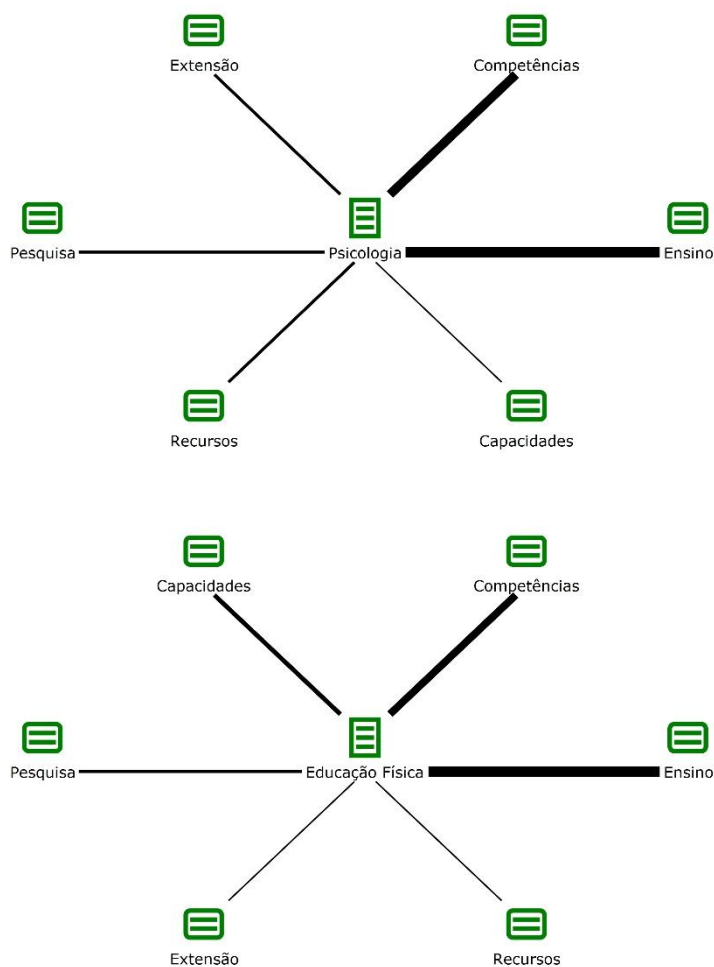 Extensão
Competências
Pesquisa
Psicologia
Ensino
Recursos
Capacidades
Capacidades
Competências
Pesquisa
Educação Física
Ensino
Extensão
Recursos